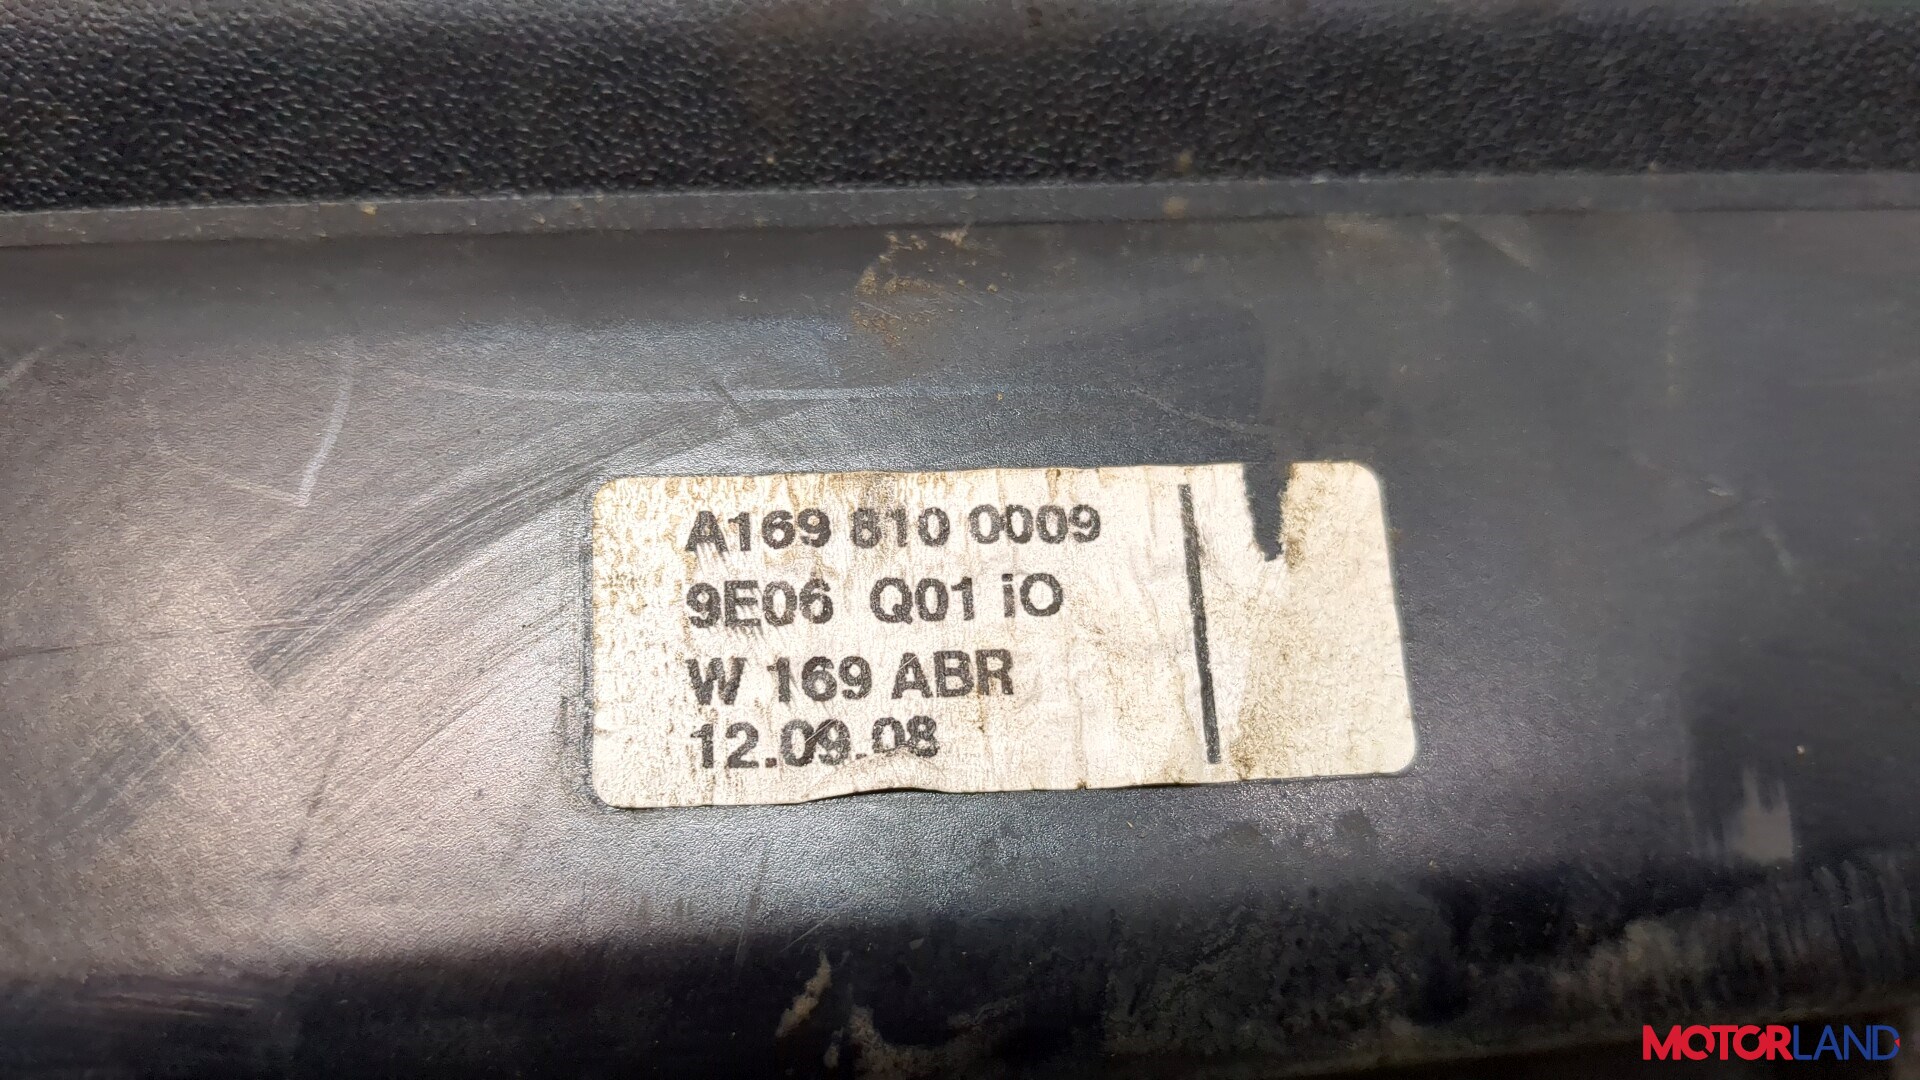 A169 810 0009
9E06 Q01 iO
W 169 ABR
12.09.08
MOTORLAND